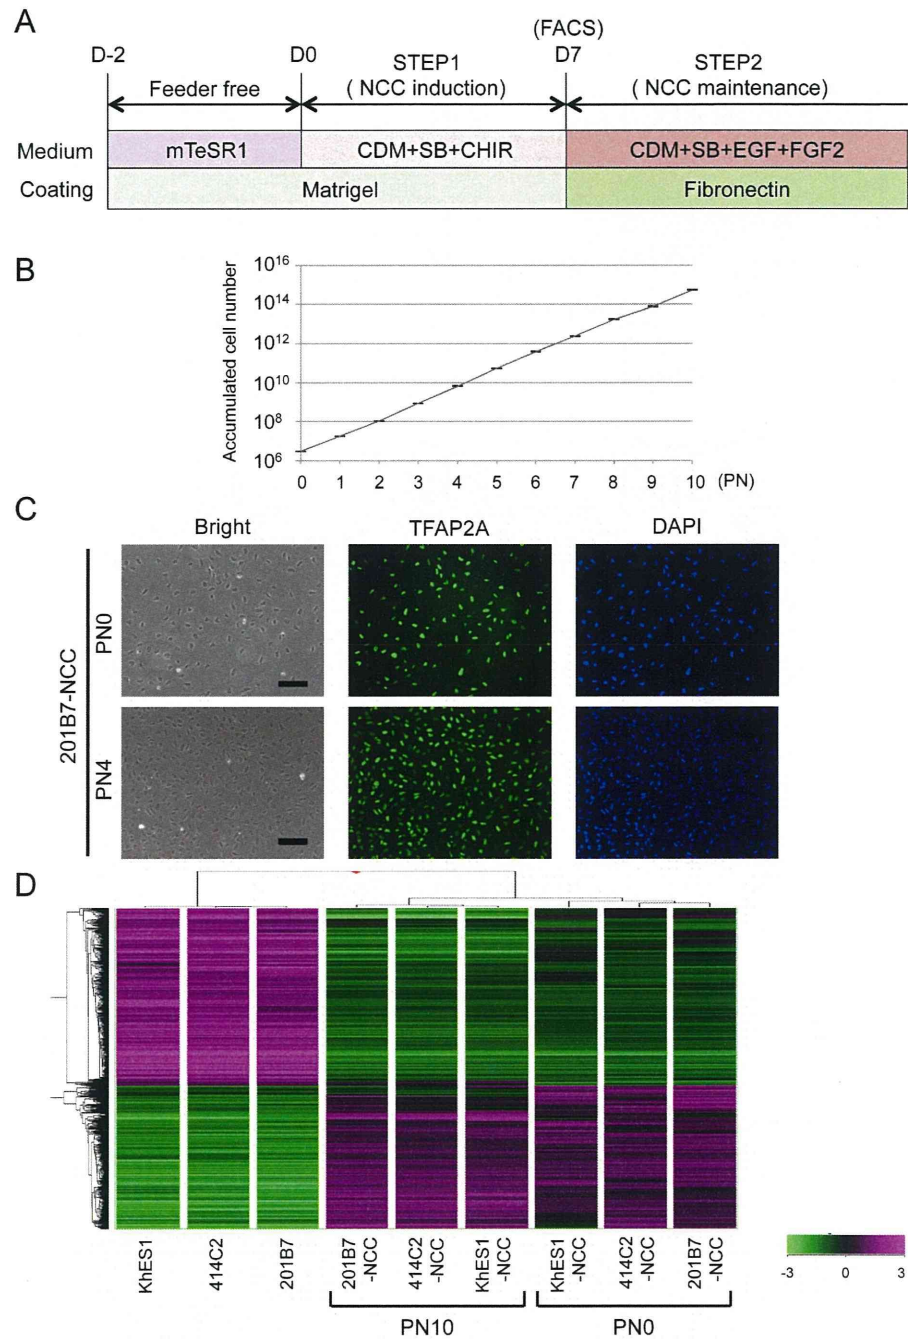 A
(FACS)
D-2 D0 STEP1 D7 STEP2
Feeder free ( NCC induction) ( NCC maintenance)
Medium mTeSR1 CDM+SB+CHIR CDM+SB+EGF+FGF2
Coating Matrigel Fibronectin
B
Accumulated cell number
10^16
10^14
10^12
10^10
10^8
10^6
0 1 2 3 4 5 6 7 8 9 10 (PN)
C
Bright TFAP2A DAPI
201B7-NCC
PN0
PN4
D
KhES1
414C2
201B7
201B7
-NCC
414C2
-NCC
KhES1
-NCC
KhES1
-NCC
414C2
-NCC
201B7
-NCC
PN10 PN0
-3 0 3